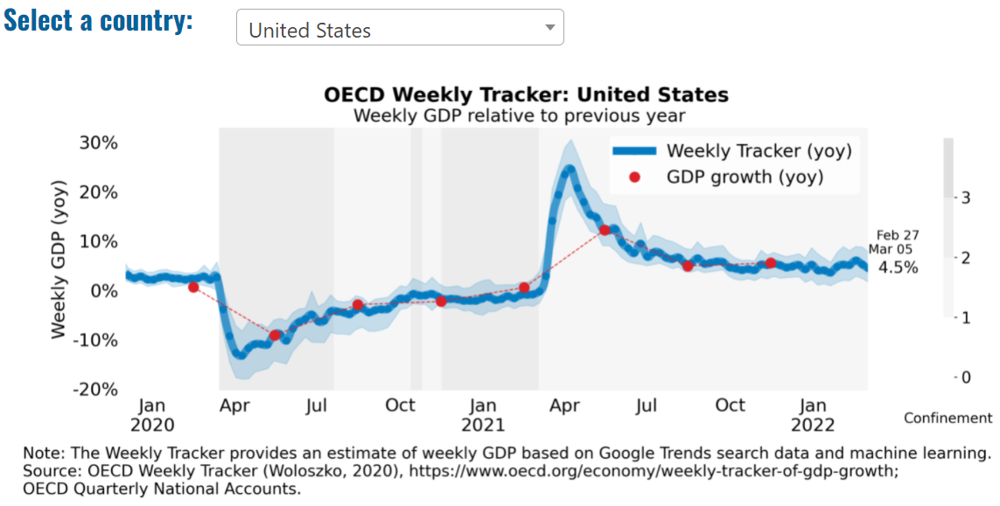 Select a country:
United States
OECD Weekly Tracker: United States
Weekly GDP relative to previous year
Weekly GDP (yoy)
30%
20%
10%
0%
-10%
-20%
Weekly Tracker (yoy)
GDP growth (yoy)
Feb 27
Mar 05
4.5%
3
2
1
0
Confinement
Jan
2020
Apr
Jul
Oct
Jan
2021
Apr
Jul
Oct
Jan
2022
Note: The Weekly Tracker provides an estimate of weekly GDP based on Google Trends search data and machine learning.
Source: OECD Weekly Tracker (Woloszko, 2020), https://www.oecd.org/economy/weekly-tracker-of-gdp-growth;
OECD Quarterly National Accounts.